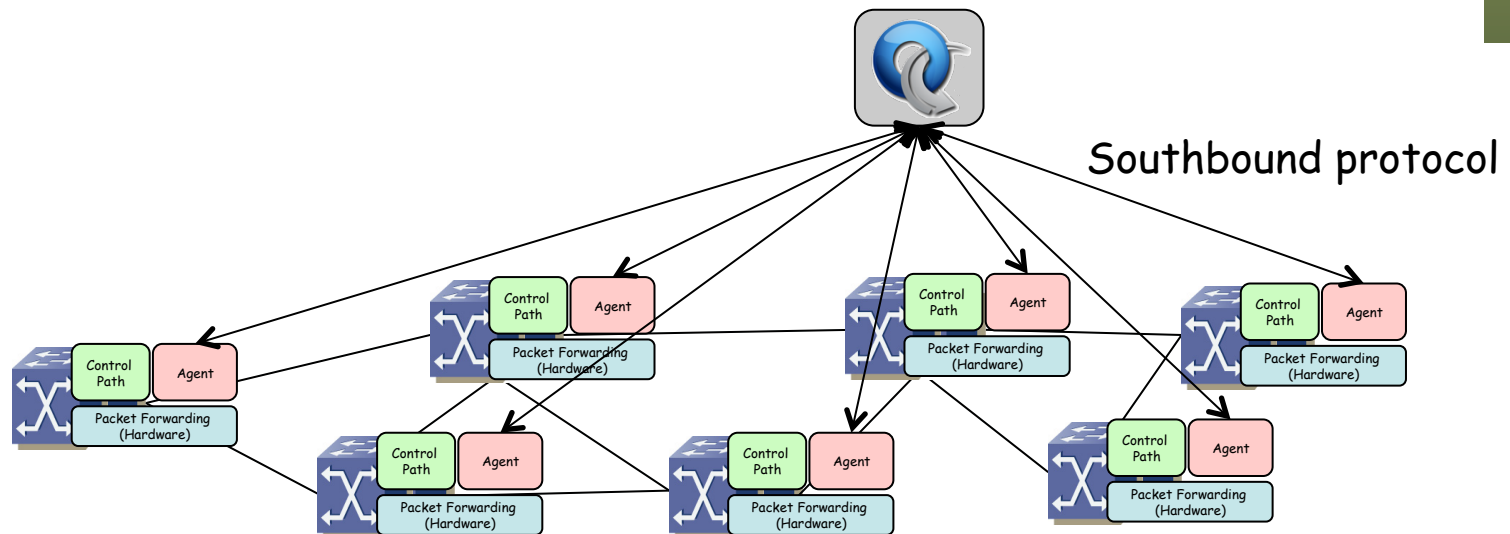 Southbound protocol
Control
Path
Agent
Packet Forwarding
(Hardware)
Control
Path
Agent
Packet Forwarding
(Hardware)
Control
Path
Agent
Packet Forwarding
(Hardware)
Control
Path
Agent
Packet Forwarding
(Hardware)
Control
Path
Agent
Packet Forwarding
(Hardware)
Control
Path
Agent
Packet Forwarding
(Hardware)
Control
Path
Agent
Packet Forwarding
(Hardware)